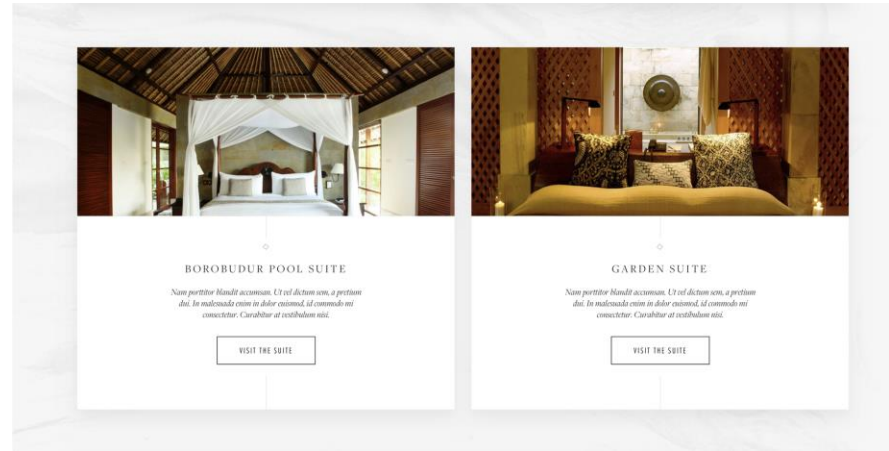 BOROBUDUR POOL SUITE
Nam porttitor blandit accumsan. Ut vel dictum sem, a pretium
dui. In malesuada enim in dolor euismod, id commodo mi
consectetur. Curabitur at vestibulum nisi.
VISIT THE SUITE
GARDEN SUITE
Nam porttitor blandit accumsan. Ut vel dictum sem, a pretium
dui. In malesuada enim in dolor euismod, id commodo mi
consectetur. Curabitur at vestibulum nisi.
VISIT THE SUITE